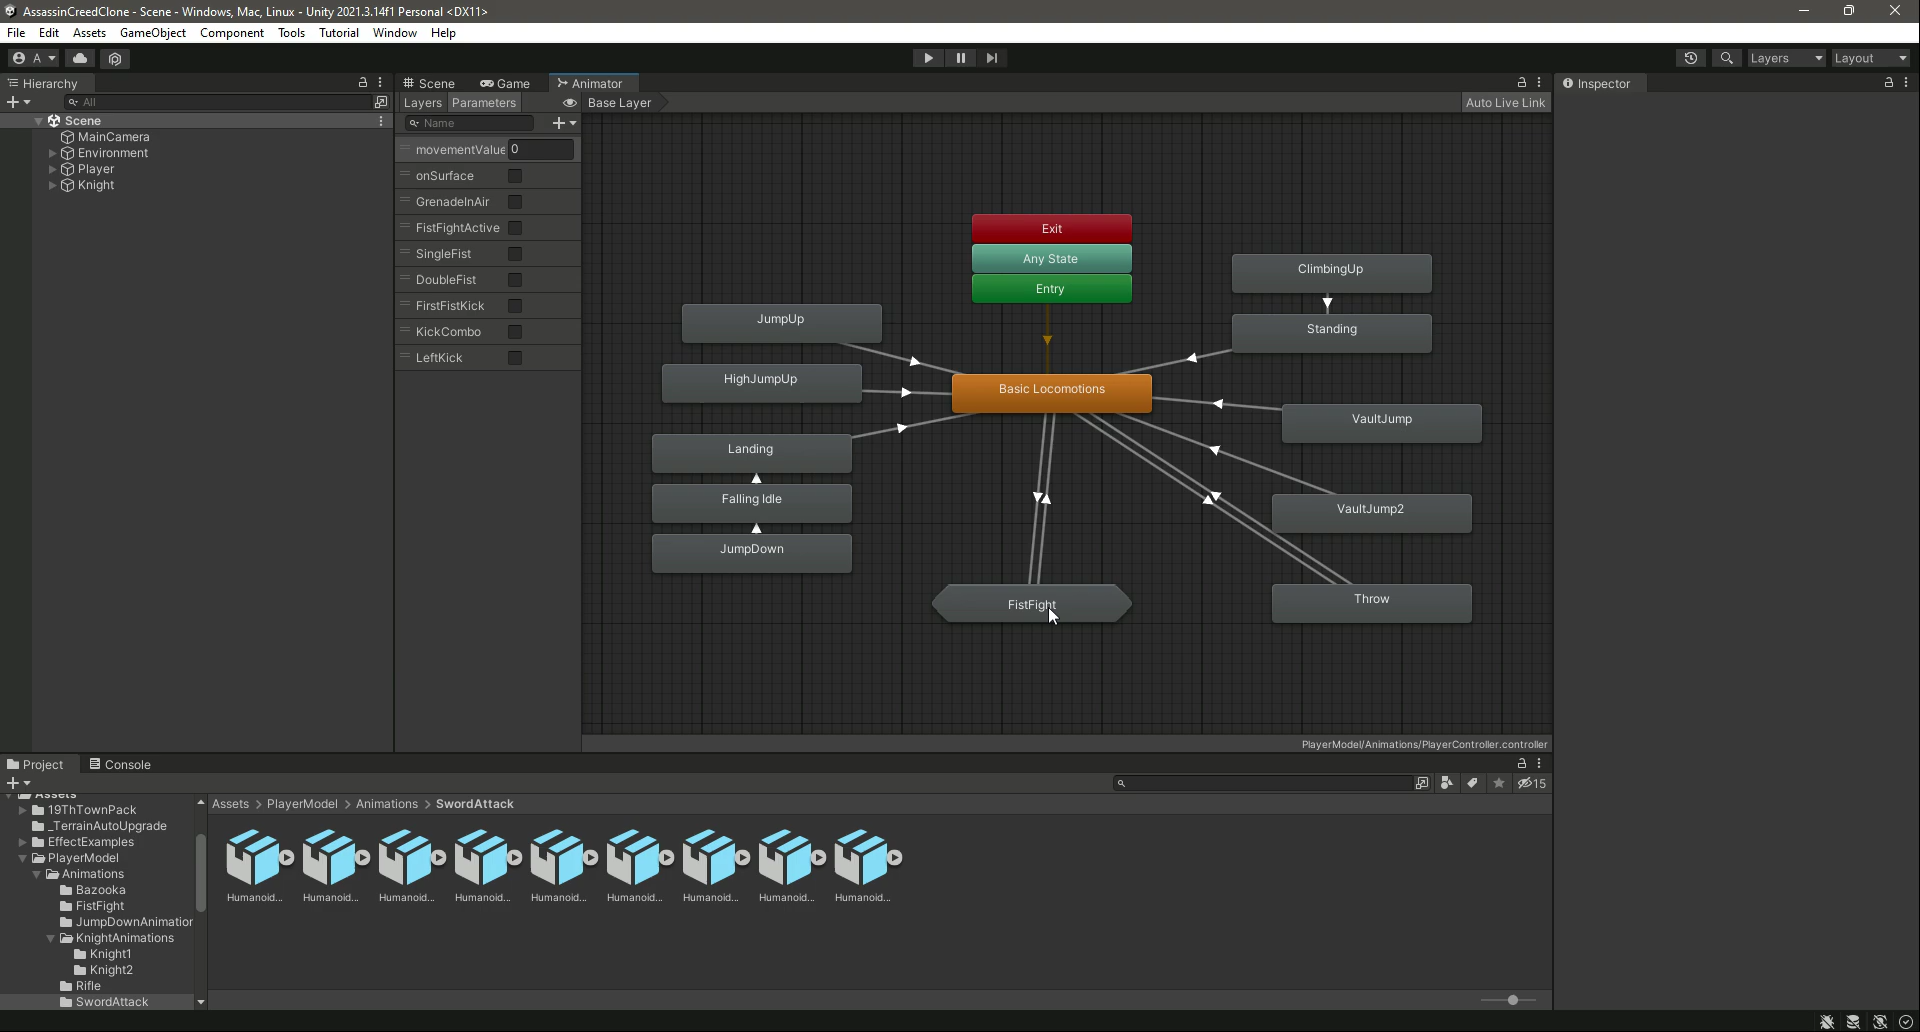 AssassinCreedClone - Scene - Windows, Mac, Linux - Unity 2021.3.14f1 Personal <DX11>
File Edit Assets GameObject Component Tools Tutorial Window Help
A
Layers Layout
Hierarchy
All
Scene
MainCamera
Environment
Player
Knight
Scene Game Animator
Layers Parameters
Base Layer
Auto Live Link
Name
movementValue 0
onSurface
GrenadeInAir
FistFightActive
SingleFist
DoubleFist
FirstFistKick
KickCombo
LeftKick
Exit
Any State
Entry
ClimbingUp
JumpUp
Standing
HighJumpUp
Basic Locomotions
VaultJump
Landing
Falling Idle
VaultJump2
JumpDown
FistFight
Throw
PlayerModel/Animations/PlayerController.controller
Inspector
Project Console
15
Assets
19ThTownPack
_TerrainAutoUpgrade
EffectExamples
PlayerModel
Animations
Bazooka
FistFight
JumpDownAnimation
KnightAnimations
Knight1
Knight2
Rifle
SwordAttack
Assets > PlayerModel > Animations > SwordAttack
Humanoid... Humanoid... Humanoid... Humanoid... Humanoid... Humanoid... Humanoid... Humanoid... Humanoid...